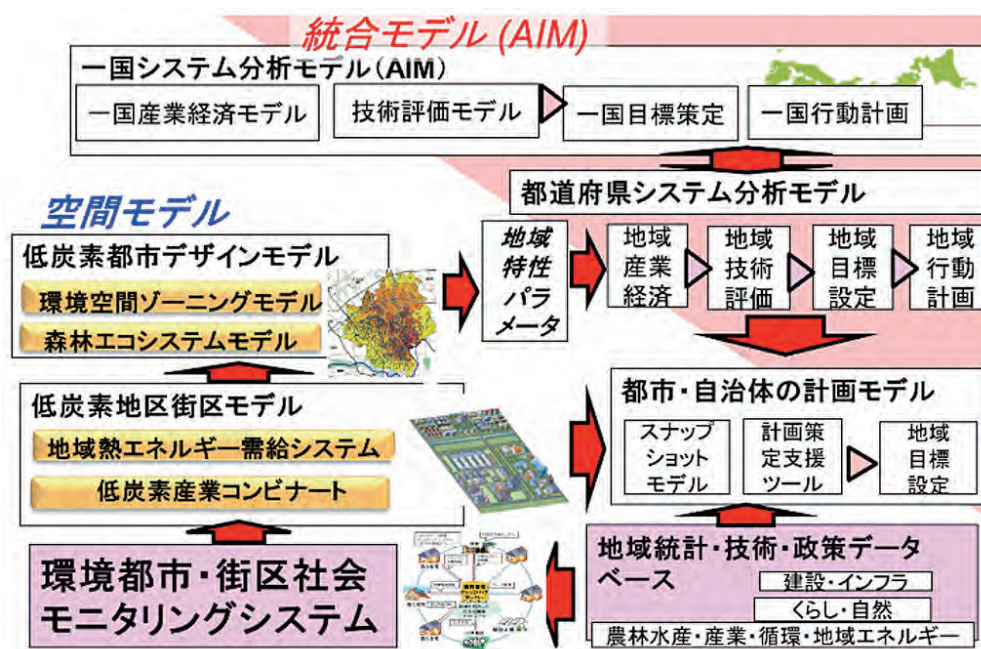 統合モデル (AIM)
一国システム分析モデル(AIM)
一国産業経済モデル
技術評価モデル
一国目標策定
一国行動計画
都道府県システム分析モデル
地域
産業
経済
地域
技術
評価
地域
目標
設定
地域
行動
計画
空間モデル
低炭素都市デザインモデル
環境空間ゾーニングモデル
森林エコシステムモデル
地域
特性
パラ
メータ
低炭素地区街区モデル
地域熱エネルギー需給システム
低炭素産業コンビナート
都市・自治体の計画モデル
スナップ
ショット
モデル
計画策
定支援
ツール
地域
目標
設定
環境都市・街区社会
モニタリングシステム
地域統計・技術・政策データ
ベース
建設・インフラ
くらし・自然
農林水産・産業・循環・地域エネルギー